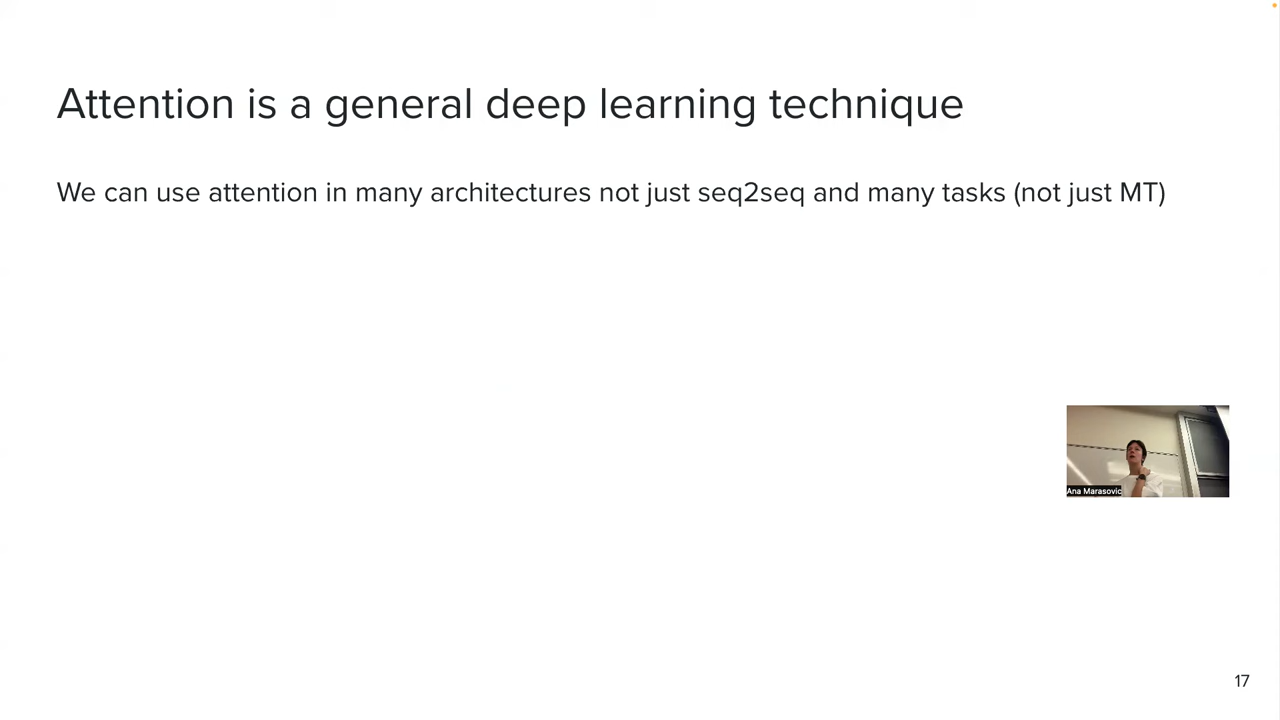 Attention is a general deep learning technique
We can use attention in many architectures not just seq2seq and many tasks (not just MT)
Ana Marasovic
17